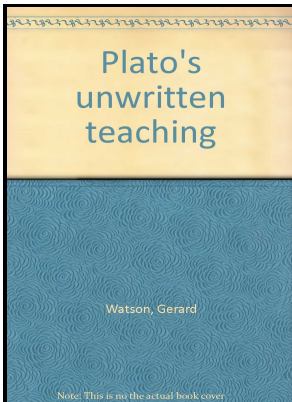 Plato's
unwritten
teaching
Watson, Gerard
Note: This is no the actual book cover